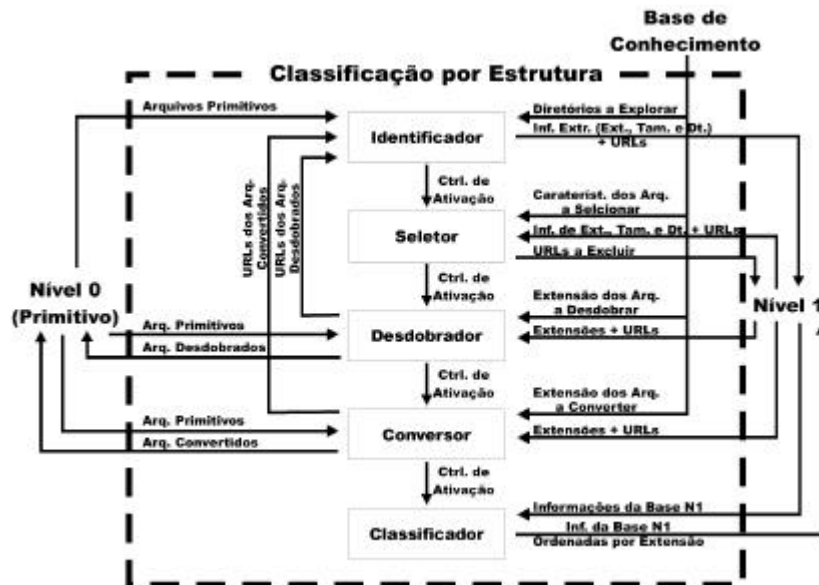 Base de
Conhecimento
Classificação por Estrutura
Arquivos Primitivos
Diretórios a Explorar
Identificador
Inf. Extr. (Ext., Tam. e Dt.)
+ URLs
URLs dos Arq.
Convertidos
URLs dos Arq.
Desdobrados
Ctrl. de
Ativação
Caraterist. dos Arq.
a Selcionar
Seletor
Inf. de Ext., Tam. e Dt. + URLs
URLs a Excluir
Ctrl. de
Ativação
Nível 0
(Primitivo)
Extensão dos Arq.
a Desdobrar
Nível 1
Arq. Primitivos
Desdobrador
Extensões + URLs
Arq. Desdobrados
Ctrl. de
Ativação
Extensão dos Arq.
a Converter
Arq. Primitivos
Conversor
Extensões + URLs
Arq. Convertidos
Ctrl. de
Ativação
Informações da Base N1
Classificador
Inf. da Base N1
Ordenadas por Extensão